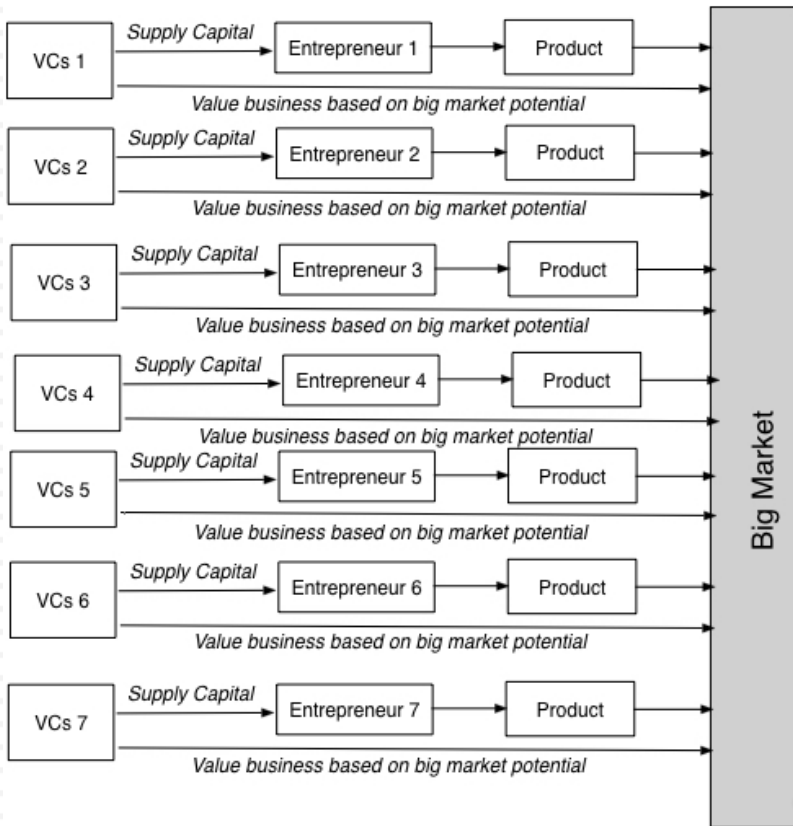 Supply Capital
VCs 1
Entrepreneur 1
Product
Value business based on big market potential
Supply Capital
VCs 2
Entrepreneur 2
Product
Value business based on big market potential
Supply Capital
VCs 3
Entrepreneur 3
Product
Value business based on big market potential
Supply Capital
VCs 4
Entrepreneur 4
Product
Value business based on big market potential
Supply Capital
VCs 5
Entrepreneur 5
Product
Value business based on big market potential
Supply Capital
VCs 6
Entrepreneur 6
Product
Value business based on big market potential
Supply Capital
VCs 7
Entrepreneur 7
Product
Value business based on big market potential
Big Market